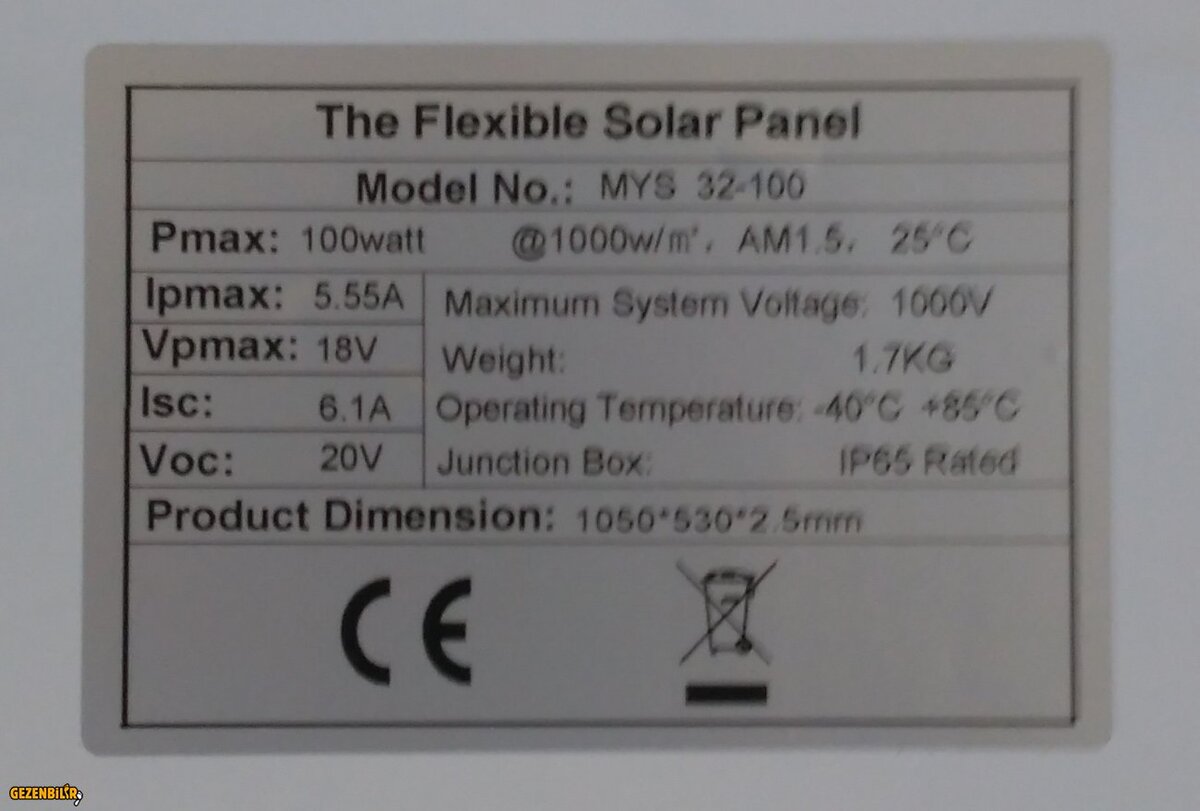 The Flexible Solar Panel
Model No.: MYS 32-100
Pmax: 100watt @1000w/m², AM1.5, 25°C
Ipmax: 5.55A
Vpmax: 18V
Isc: 6.1A
Voc: 20V
Maximum System Voltage: 1000V
Weight: 1.7KG
Operating Temperature: -40°C +85°C
Junction Box: IP65 Rated
Product Dimension: 1050*530*2.5mm
CE
GEZENBİLİR